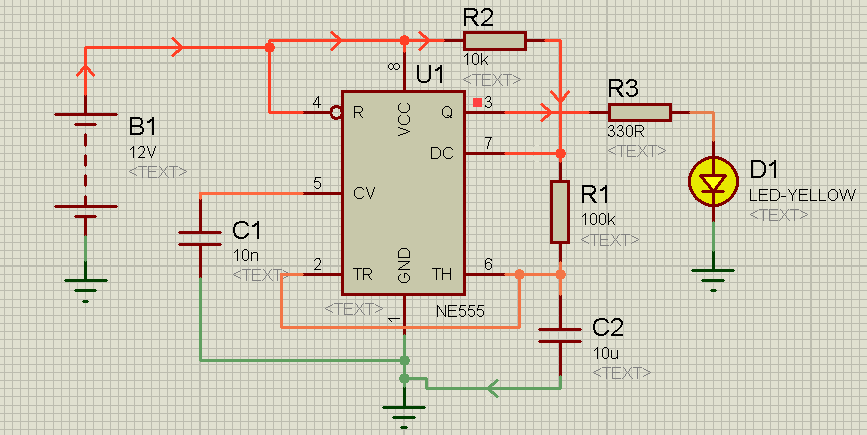 R2
10k
<TEXT>
U1
8
VCC
4
R
Q
3
R3
330R
<TEXT>
B1
12V
<TEXT>
DC
7
D1
LED-YELLOW
<TEXT>
5
CV
R1
100k
<TEXT>
C1
10n
<TEXT>
2
TR
GND
TH
6
<TEXT>
1
NE555
C2
10u
<TEXT>